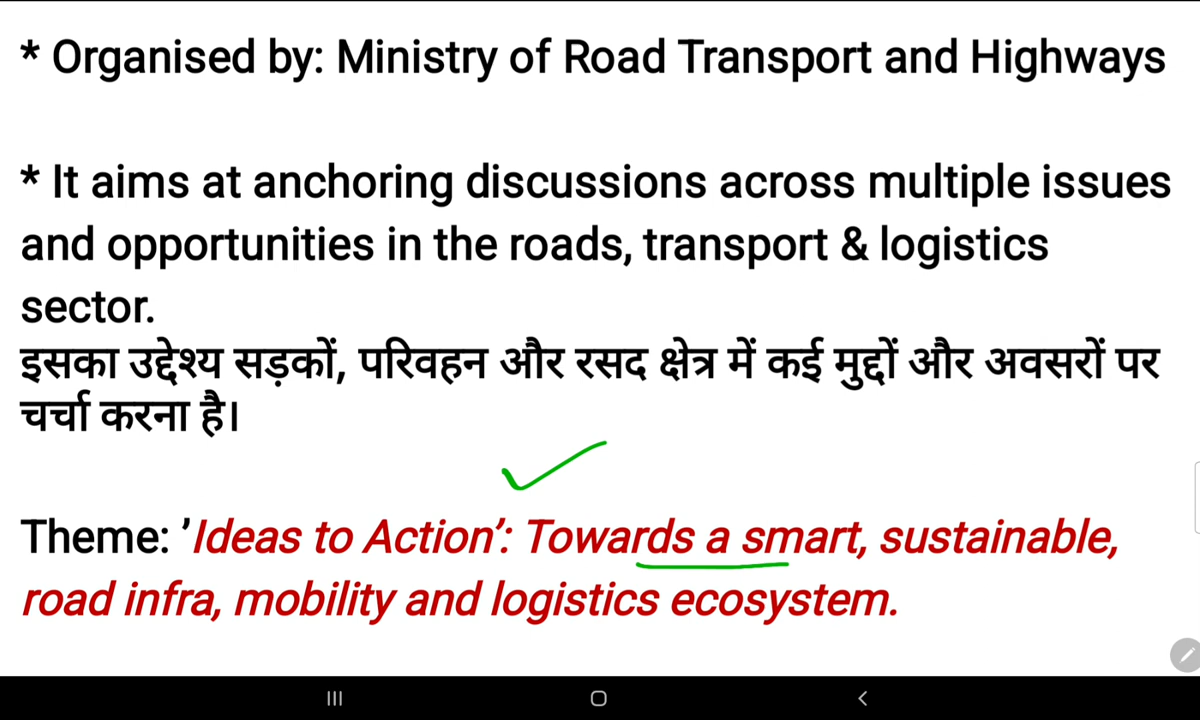 * Organised by: Ministry of Road Transport and Highways
* It aims at anchoring discussions across multiple issues
and opportunities in the roads, transport & logistics
sector.
इसका उद्देश्य सड़कों, परिवहन और रसद क्षेत्र में कई मुद्दों और अवसरों पर
चर्चा करना है।
Theme: ’Ideas to Action’: Towards a smart, sustainable,
road infra, mobility and logistics ecosystem.